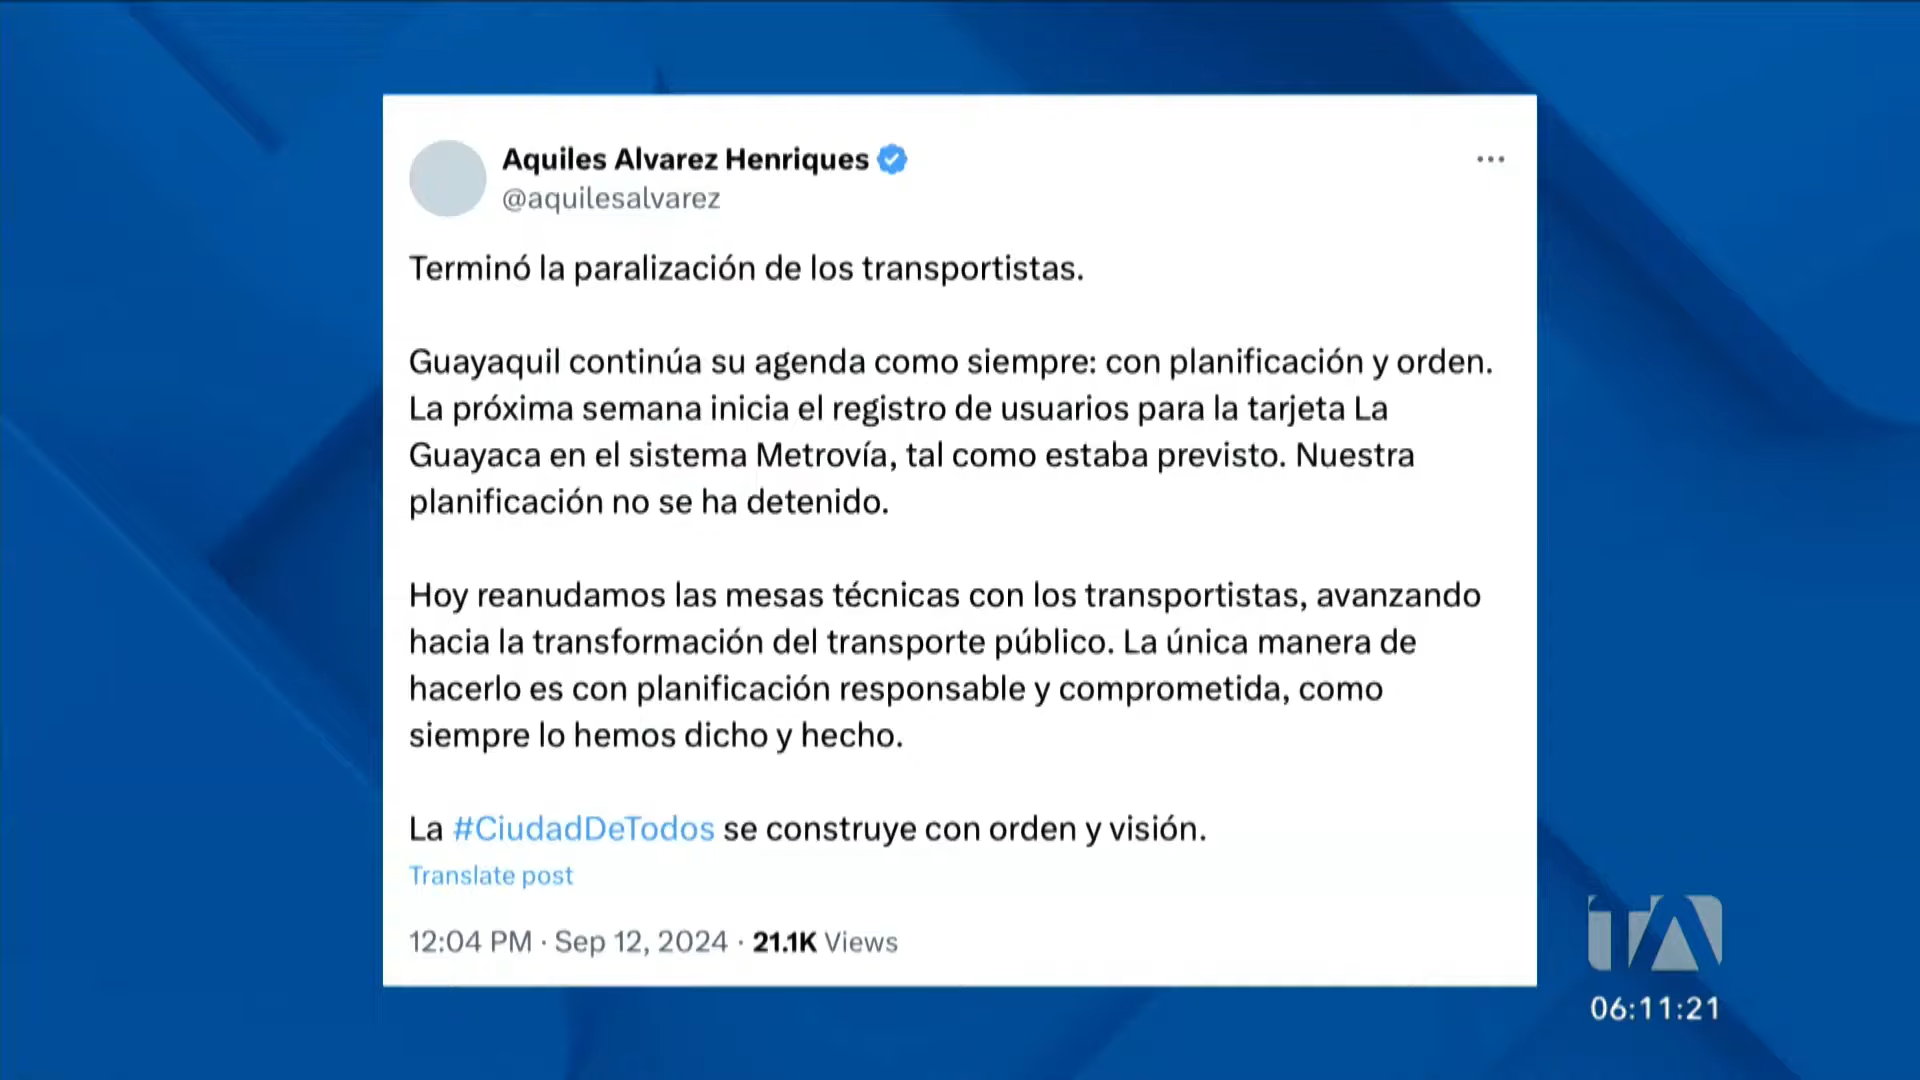 Aquiles Alvarez Henriques
@aquilesalvarez
Terminó la paralización de los transportistas.
Guayaquil continúa su agenda como siempre: con planificación y orden.
La próxima semana inicia el registro de usuarios para la tarjeta La
Guayaca en el sistema Metrovía, tal como estaba previsto. Nuestra
planificación no se ha detenido.
Hoy reanudamos las mesas técnicas con los transportistas, avanzando
hacia la transformación del transporte público. La única manera de
hacerlo es con planificación responsable y comprometida, como
siempre lo hemos dicho y hecho.
La #CiudadDeTodos se construye con orden y visión.
Translate post
12:04 PM · Sep 12, 2024 · 21.1K Views
TA
06:11:21